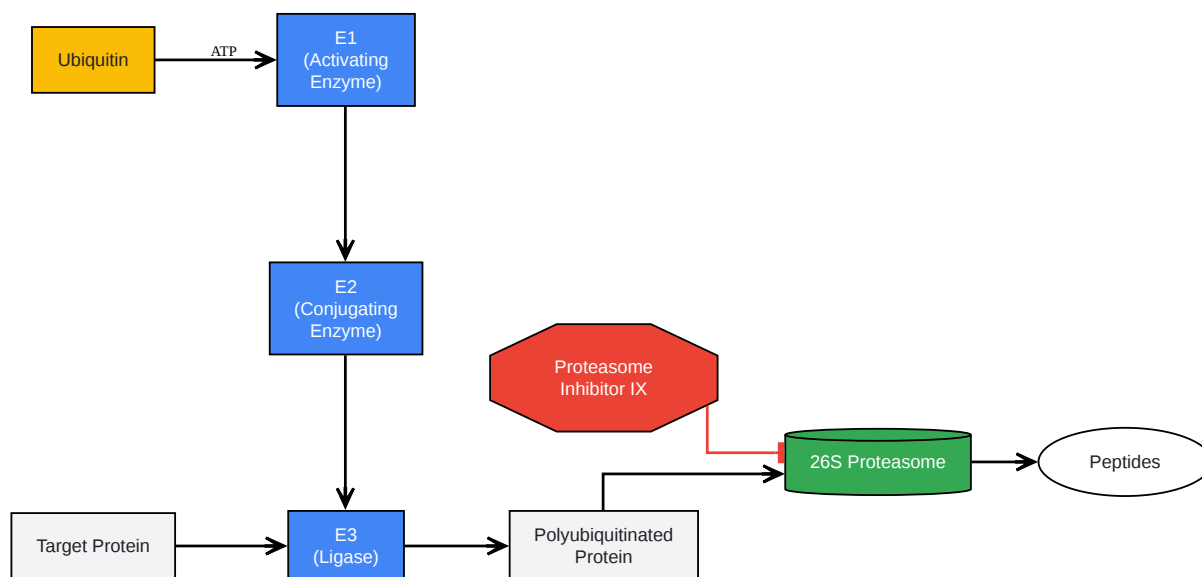 Ubiquitin
ATP
E1
(Activating
Enzyme)
E2
(Conjugating
Enzyme)
Proteasome
Inhibitor IX
26S Proteasome
Peptides
Target Protein
E3
(Ligase)
Polyubiquitinated
Protein